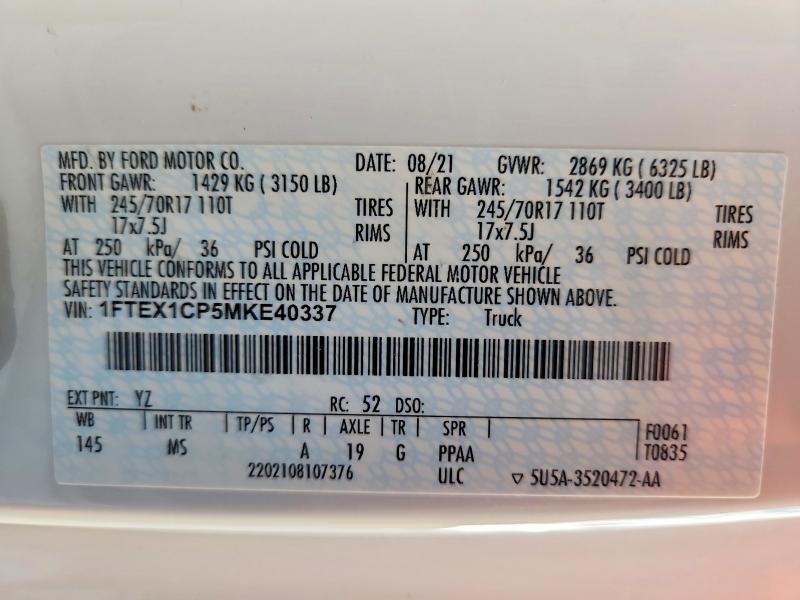 MFD. BY FORD MOTOR CO. DATE: 08/21 GVWR: 2869 KG ( 6325 LB)
FRONT GAWR: 1429 KG ( 3150 LB) REAR GAWR: 1542 KG ( 3400 LB)
WITH 245/70R17 110T TIRES WITH 245/70R17 110T TIRES
17x7.5J RIMS 17x7.5J RIMS
AT 250 kPa/ 36 PSI COLD AT 250 kPa/ 36 PSI COLD
THIS VEHICLE CONFORMS TO ALL APPLICABLE FEDERAL MOTOR VEHICLE
SAFETY STANDARDS IN EFFECT ON THE DATE OF MANUFACTURE SHOWN ABOVE.
VIN: 1FTEX1CP5MKE40337 TYPE: Truck
EXT PNT: YZ RC: 52 DSO:
WB INT TR TP/PS R AXLE TR SPR F0061
145 MS A 19 G PPAA T0835
2202108107376 ULC ▽ 5U5A-3520472-AA